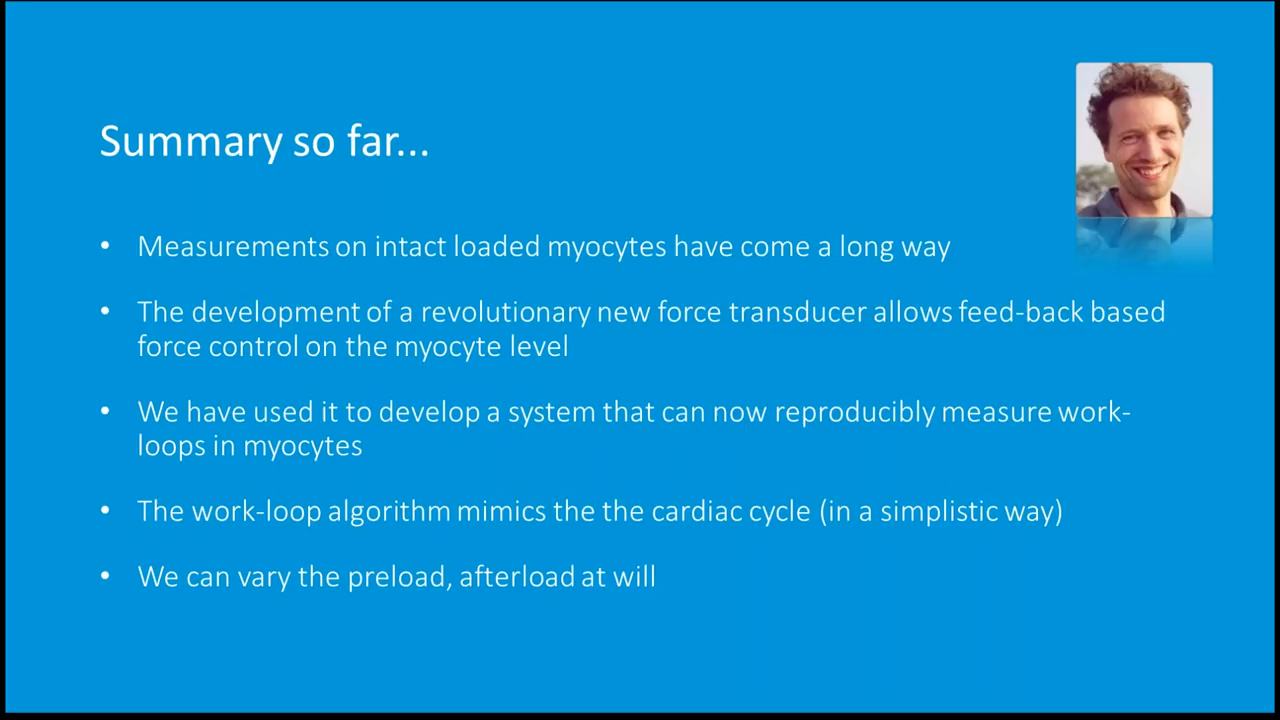 Summary so far...
• Measurements on intact loaded myocytes have come a long way
• The development of a revolutionary new force transducer allows feed-back based
force control on the myocyte level
• We have used it to develop a system that can now reproducibly measure work-
loops in myocytes
• The work-loop algorithm mimics the the cardiac cycle (in a simplistic way)
• We can vary the preload, afterload at will